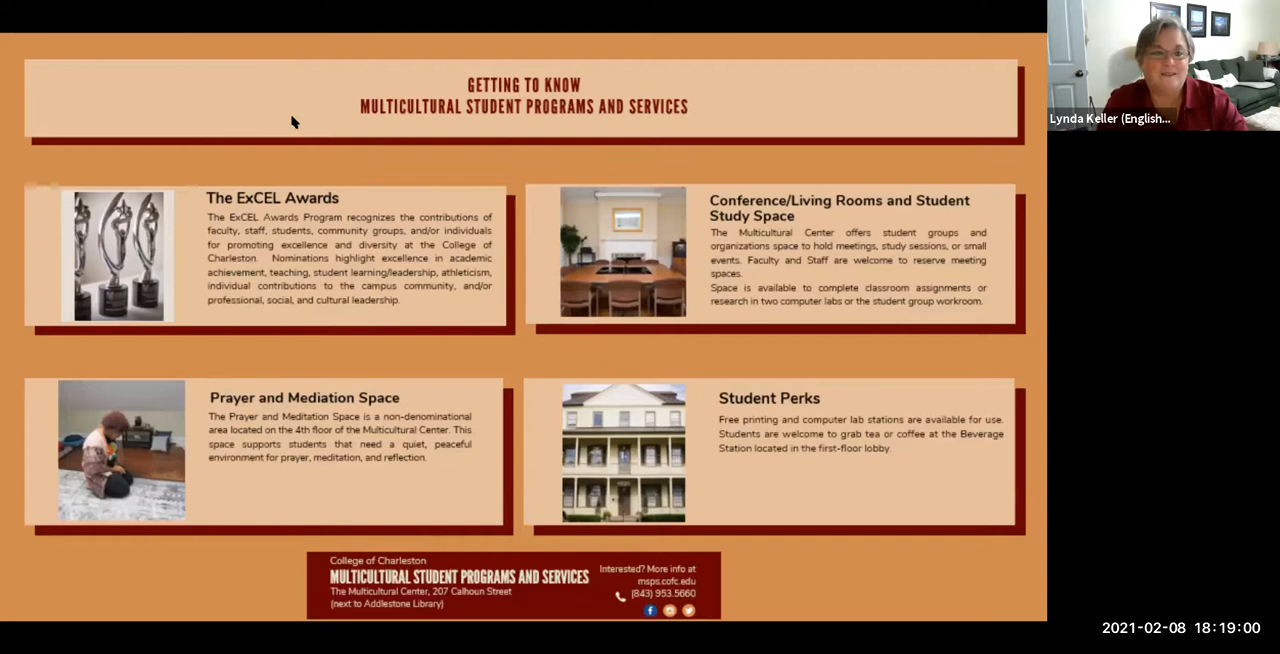 GETTING TO KNOW
MULTICULTURAL STUDENT PROGRAMS AND SERVICES
Lynda Keller (English...
The ExCEL Awards
The ExCEL Awards Program recognizes the contributions of
faculty, staff, students, community groups, and/or individuals
for promoting excellence and diversity at the College of
Charleston. Nominations highlight excellence in academic
achievement, teaching, student learning/leadership, athleticism,
individual contributions to the campus community, and/or
professional, social, and cultural leadership.
Conference/Living Rooms and Student
Study Space
The Multicultural Center offers student groups and
organizations space to hold meetings, study sessions, or small
events. Faculty and Staff are welcome to reserve meeting
spaces.
Space is available to complete classroom assignments or
research in two computer labs or the student group workroom.
Prayer and Mediation Space
The Prayer and Meditation Space is a non-denominational
area located on the 4th floor of the Multicultural Center. This
space supports students that need a quiet, peaceful
environment for prayer, meditation, and reflection.
Student Perks
Free printing and computer lab stations are available for use.
Students are welcome to grab tea or coffee at the Beverage
Station located in the first-floor lobby.
College of Charleston
MULTICULTURAL STUDENT PROGRAMS AND SERVICES
The Multicultural Center, 207 Calhoun Street
(next to Addlestone Library)
Interested? More info at
msps.cofc.edu
(843) 953.5660
2021-02-08 18:19:00